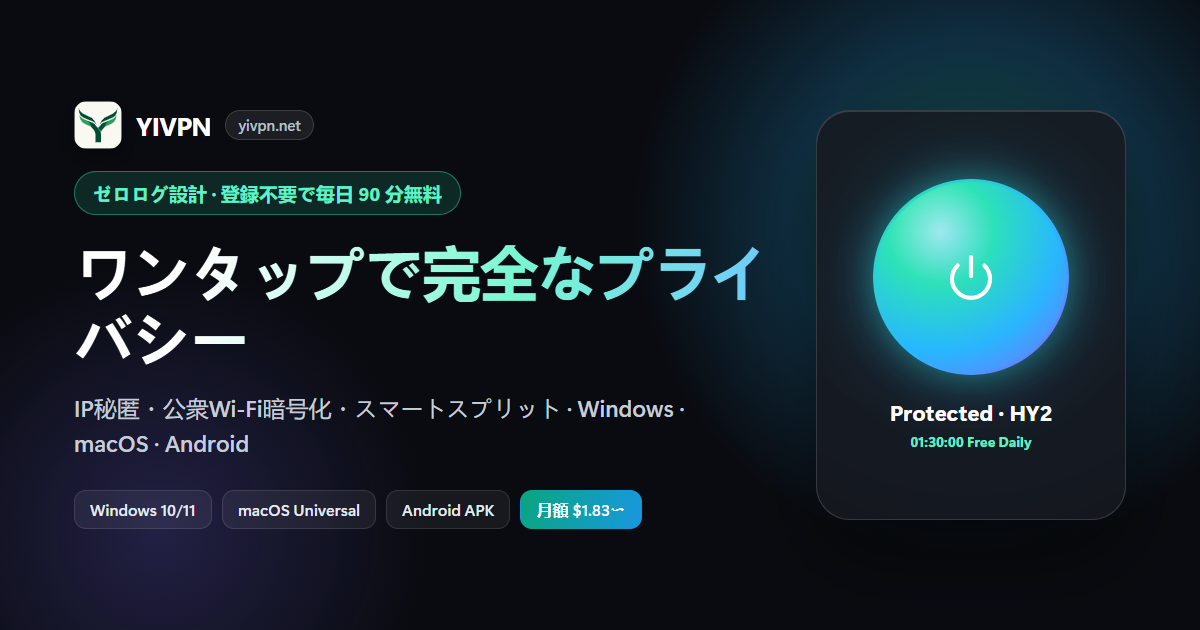 YIVPN
yivpn.net
ゼロログ設計 · 登録不要で毎日 90 分無料
ワンタップで完全なプライ
バシー
IP秘匿・公衆Wi-Fi暗号化・スマートスプリット · Windows ·
macOS · Android
Windows 10/11
macOS Universal
Android APK
月額 $1.83〜
Protected · HY2
01:30:00 Free Daily